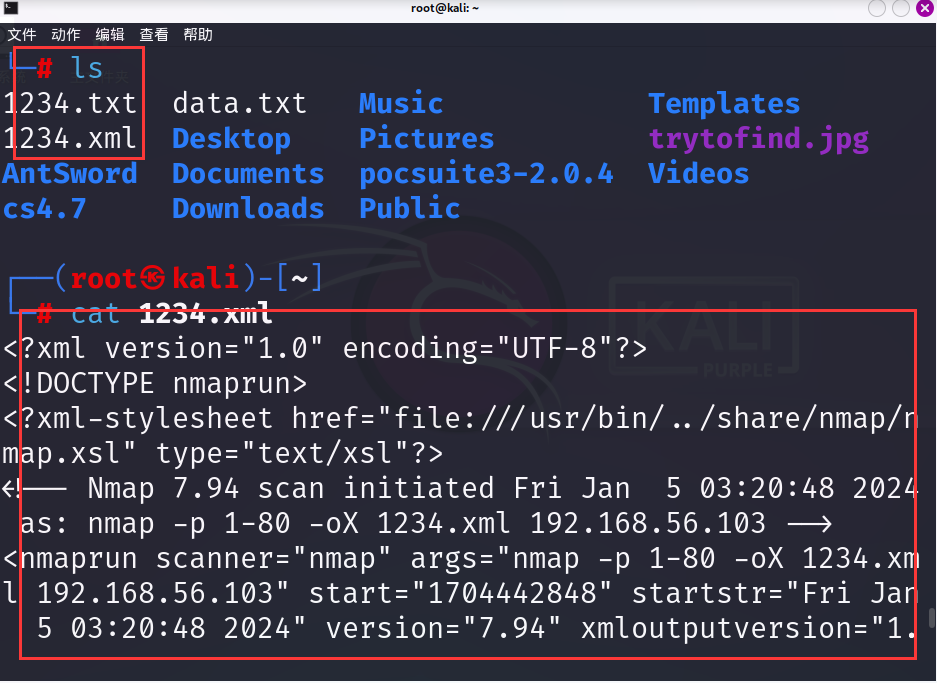 root@kali: ~
文件 动作 编辑 查看 帮助
└─# ls
1234.txt data.txt Music Templates
1234.xml Desktop Pictures trytofind.jpg
AntSword Documents pocsuite3-2.0.4 Videos
cs4.7 Downloads Public
┌──(root㉿kali)-[~]
└─# cat 1234.xml
<?xml version="1.0" encoding="UTF-8"?>
<!DOCTYPE nmaprun>
<?xml-stylesheet href="file:///usr/bin/../share/nmap/n
map.xsl" type="text/xsl"?>
<!-- Nmap 7.94 scan initiated Fri Jan  5 03:20:48 2024
as: nmap -p 1-80 -oX 1234.xml 192.168.56.103 -->
<nmaprun scanner="nmap" args="nmap -p 1-80 -oX 1234.xm
l 192.168.56.103" start="1704442848" startstr="Fri Jan
5 03:20:48 2024" version="7.94" xmloutputversion="1.
KALI
PURPLE